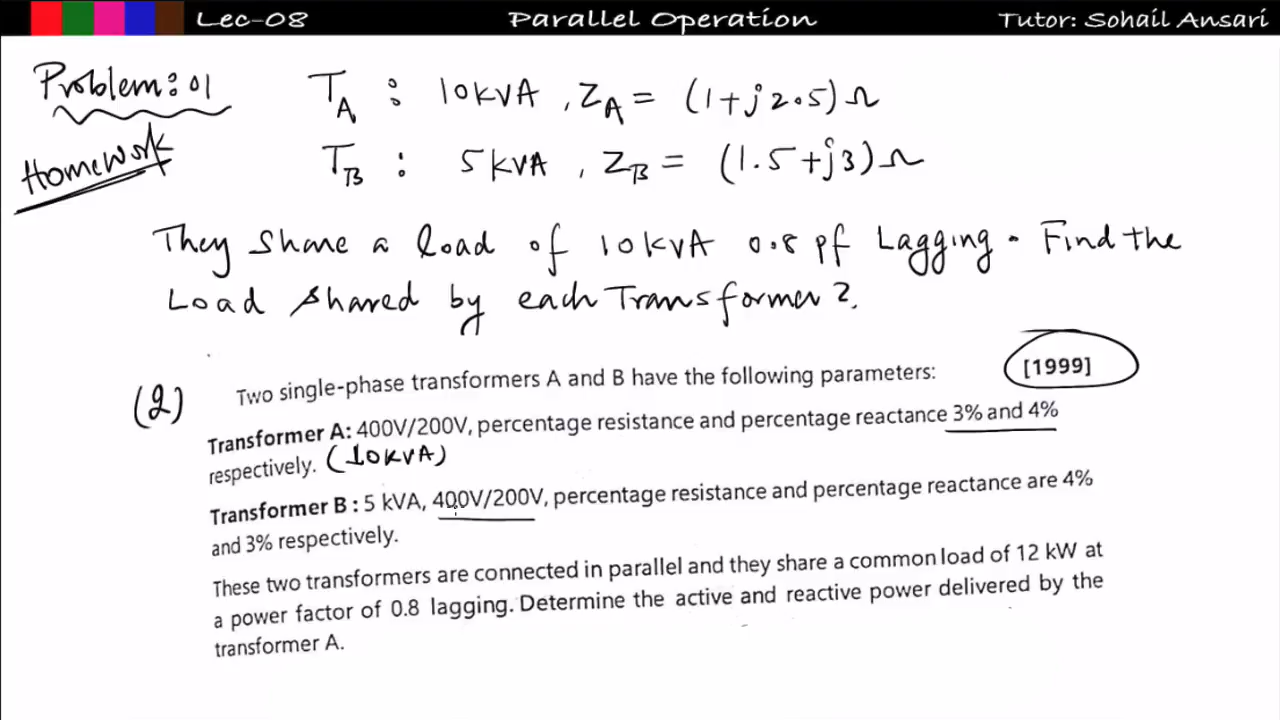 Lec-08 Parallel Operation Tutor: Sohail Ansari
Problem: 01 T_A : 10kVA, Z_A = (1+j2.5)Ω
Homework T_B : 5kVA, Z_B = (1.5+j3)Ω
They share a load of 10kVA 0.8 pf Lagging. Find the
Load shared by each Transformer?
[1999]
(2) Two single-phase transformers A and B have the following parameters:
Transformer A: 400V/200V, percentage resistance and percentage reactance 3% and 4%
respectively. (10kVA)
Transformer B : 5 kVA, 400V/200V, percentage resistance and percentage reactance are 4%
and 3% respectively.
These two transformers are connected in parallel and they share a common load of 12 kW at
a power factor of 0.8 lagging. Determine the active and reactive power delivered by the
transformer A.